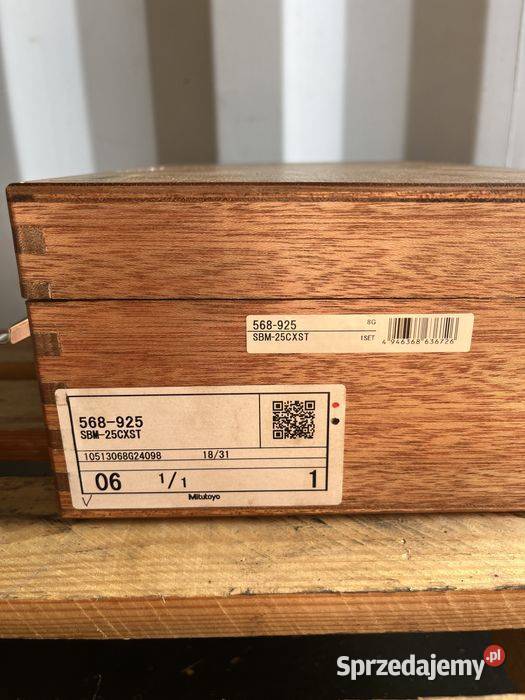 568-925 8G
SBM-25CXST 1SET
4 946368 636726
568-925
SBM-25CXST
10513068G24098 18/31
06 1/1 1
Mitutoyo
Sprzedajemy.pl